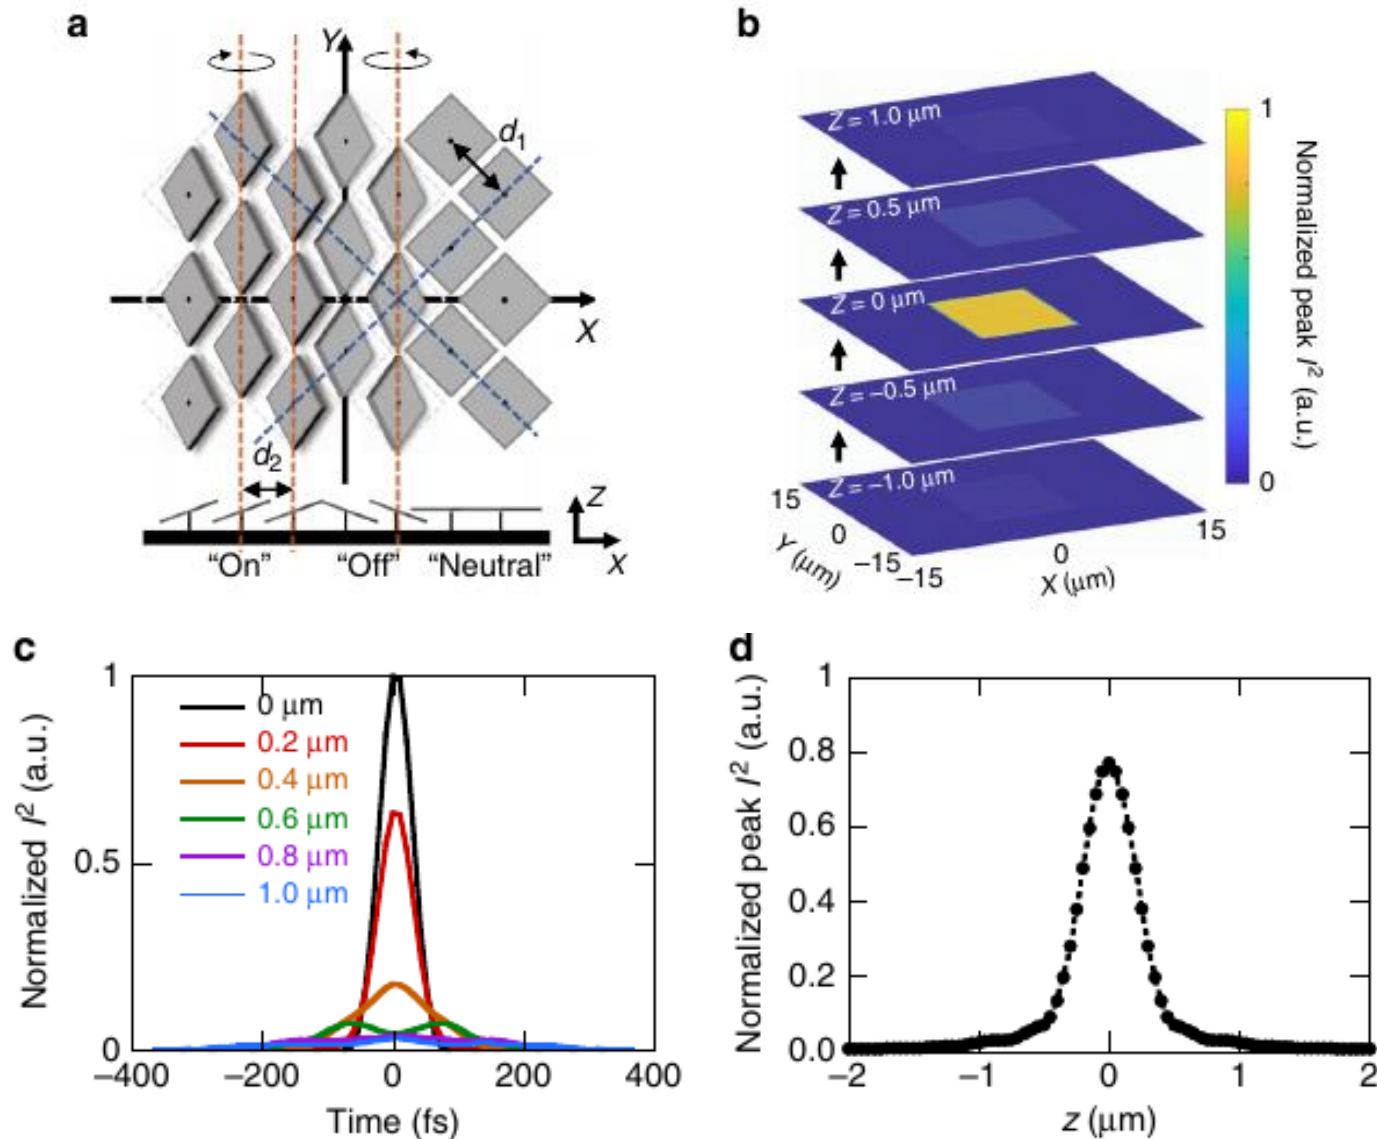 a
Y
d1
X
d2
Z
X
“On” “Off” “Neutral”
b
Z = 1.0 μm
Z = 0.5 μm
Z = 0 μm
Z = −0.5 μm
Z = −1.0 μm
15
0
−15
Y (μm)
−15
0
15
X (μm)
1
0
Normalized peak I² (a.u.)
c
1
0.5
0
Normalized I² (a.u.)
0 μm
0.2 μm
0.4 μm
0.6 μm
0.8 μm
1.0 μm
−400 −200 0 200 400
Time (fs)
d
1
0.8
0.6
0.4
0.2
0.0
Normalized peak I² (a.u.)
−2 −1 0 1 2
z (μm)